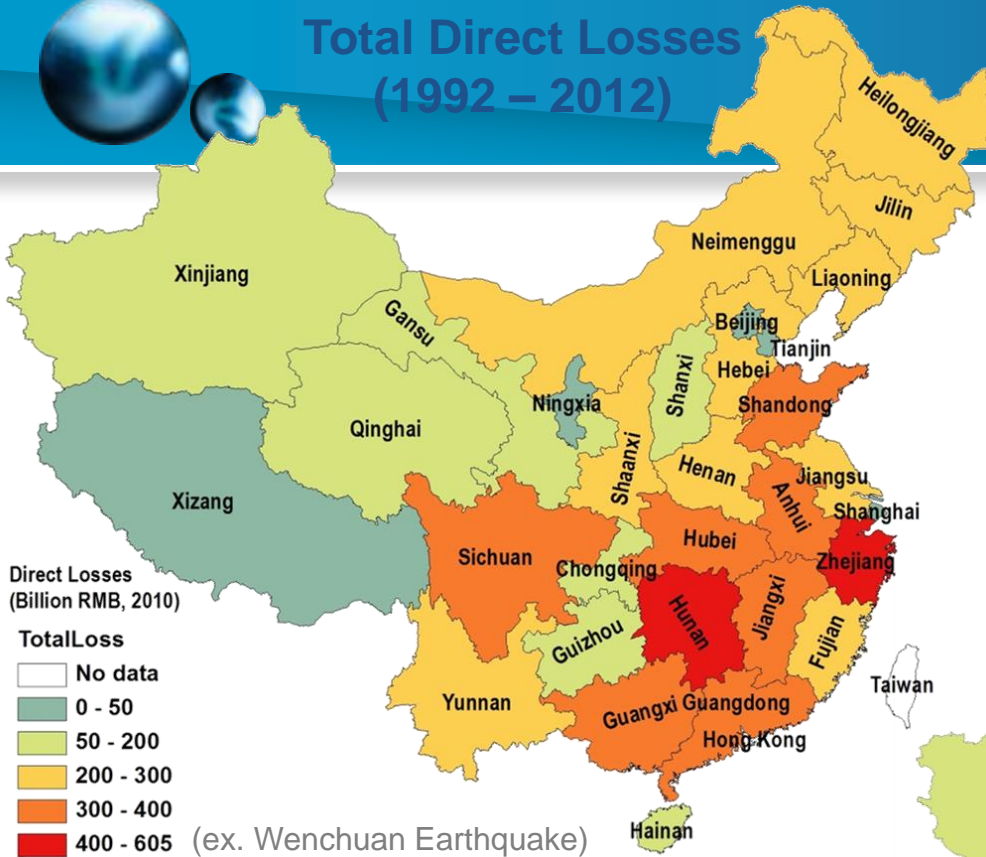 Total Direct Losses
(1992 – 2012)
Heilongjiang
Jilin
Neimenggu
Liaoning
Xinjiang
Gansu
Beijing
Tianjin
Hebei
Shanxi
Shandong
Ningxia
Qinghai
Shaanxi
Henan
Jiangsu
Anhui
Shanghai
Xizang
Hubei
Sichuan
Chongqing
Zhejiang
Hunan
Jiangxi
Guizhou
Fujian
Taiwan
Yunnan
Guangxi
Guangdong
Hong Kong
Hainan
Direct Losses
(Billion RMB, 2010)
TotalLoss
No data
0 - 50
50 - 200
200 - 300
300 - 400
400 - 605
(ex. Wenchuan Earthquake)